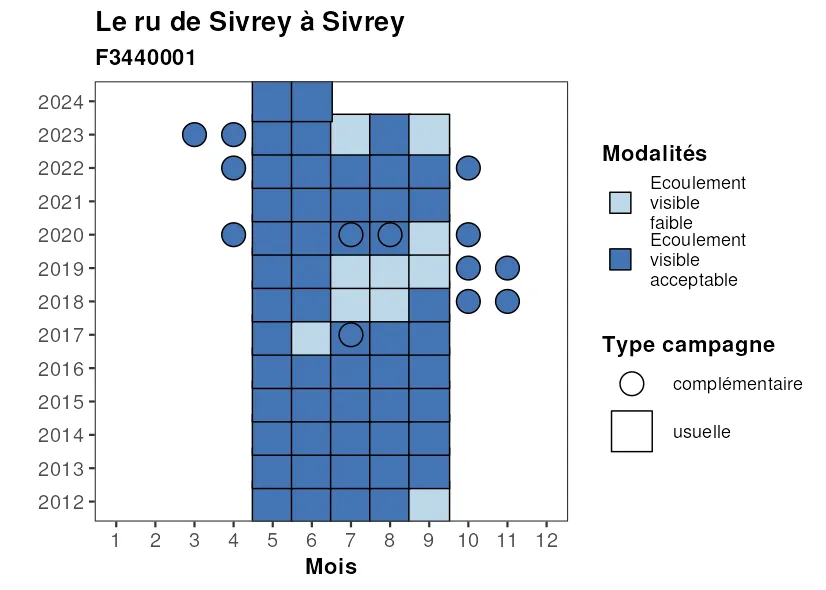 Le ru de Sivrey à Sivrey
F3440001
2024
2023
2022
2021
2020
2019
2018
2017
2016
2015
2014
2013
2012
1 2 3 4 5 6 7 8 9 10 11 12
Mois
Modalités
Ecoulement
visible
faible
Ecoulement
visible
acceptable
Type campagne
complémentaire
usuelle